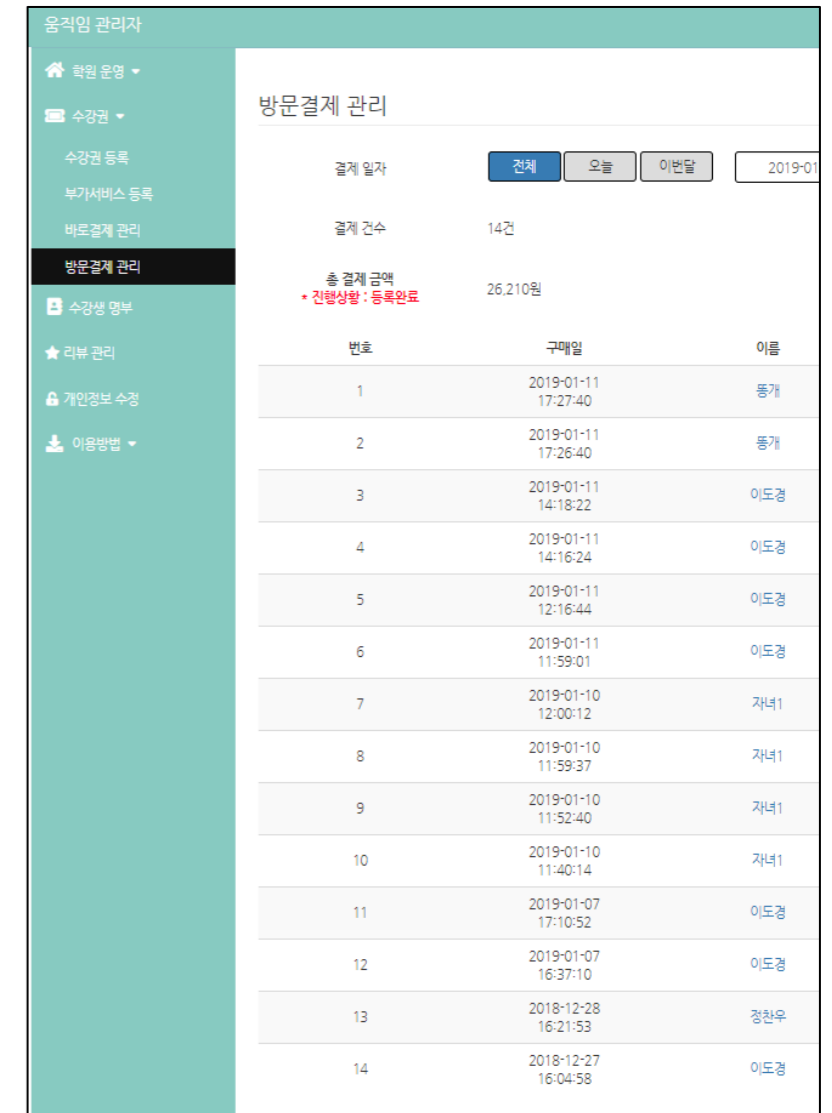 움직임 관리자
학원 운영
수강권
수강권 등록
부가서비스 등록
바로결제 관리
방문결제 관리
수강생 명부
리뷰 관리
개인정보 수정
이용방법
방문결제 관리
결제 일자 전체 오늘 이번달 2019-01
결제 건수 14건
총 결제 금액
* 진행상황 : 등록완료
26,210원
번호 구매일 이름
1 2019-01-11 똥개
17:27:40
2 2019-01-11 똥개
17:26:40
3 2019-01-11 이도경
14:18:22
4 2019-01-11 이도경
14:16:24
5 2019-01-11 이도경
12:16:44
6 2019-01-11 이도경
11:59:01
7 2019-01-10 자녀1
12:00:12
8 2019-01-10 자녀1
11:59:37
9 2019-01-10 자녀1
11:52:40
10 2019-01-10 자녀1
11:40:14
11 2019-01-07 이도경
17:10:52
12 2019-01-07 이도경
16:37:10
13 2018-12-28 정찬우
16:21:53
14 2018-12-27 이도경
16:04:58